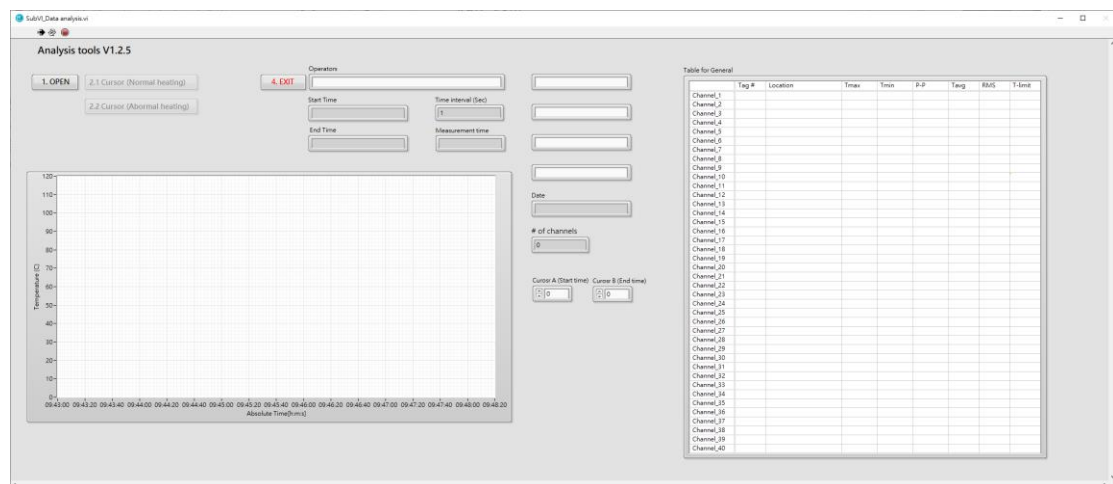 SubVI_Data analysis.vi
Analysis tools V1.2.5
1. OPEN
2.1 Cursor (Normal heating)
4. EXIT
2.2 Cursor (Abormal heating)
Operators
Start Time
Time interval (Sec)
1
End Time
Measurement time
Date
# of channels
0
Curosr A (Start time)
Curosr B (End time)
0
0
Temperature (C)
120
110
100
90
80
70
60
50
40
30
20
10
0
09:43:00 09:43:20 09:43:40 09:44:00 09:44:20 09:44:40 09:45:00 09:45:20 09:45:40 09:46:00 09:46:20 09:46:40 09:47:00 09:47:20 09:47:40 09:48:00 09:48:20
Absolute Time[h:m:s]
Table for General
Tag # Location Tmax Tmin P-P Tavg RMS T-limit
Channel_1
Channel_2
Channel_3
Channel_4
Channel_5
Channel_6
Channel_7
Channel_8
Channel_9
Channel_10
Channel_11
Channel_12
Channel_13
Channel_14
Channel_15
Channel_16
Channel_17
Channel_18
Channel_19
Channel_20
Channel_21
Channel_22
Channel_23
Channel_24
Channel_25
Channel_26
Channel_27
Channel_28
Channel_29
Channel_30
Channel_31
Channel_32
Channel_33
Channel_34
Channel_35
Channel_36
Channel_37
Channel_38
Channel_39
Channel_40